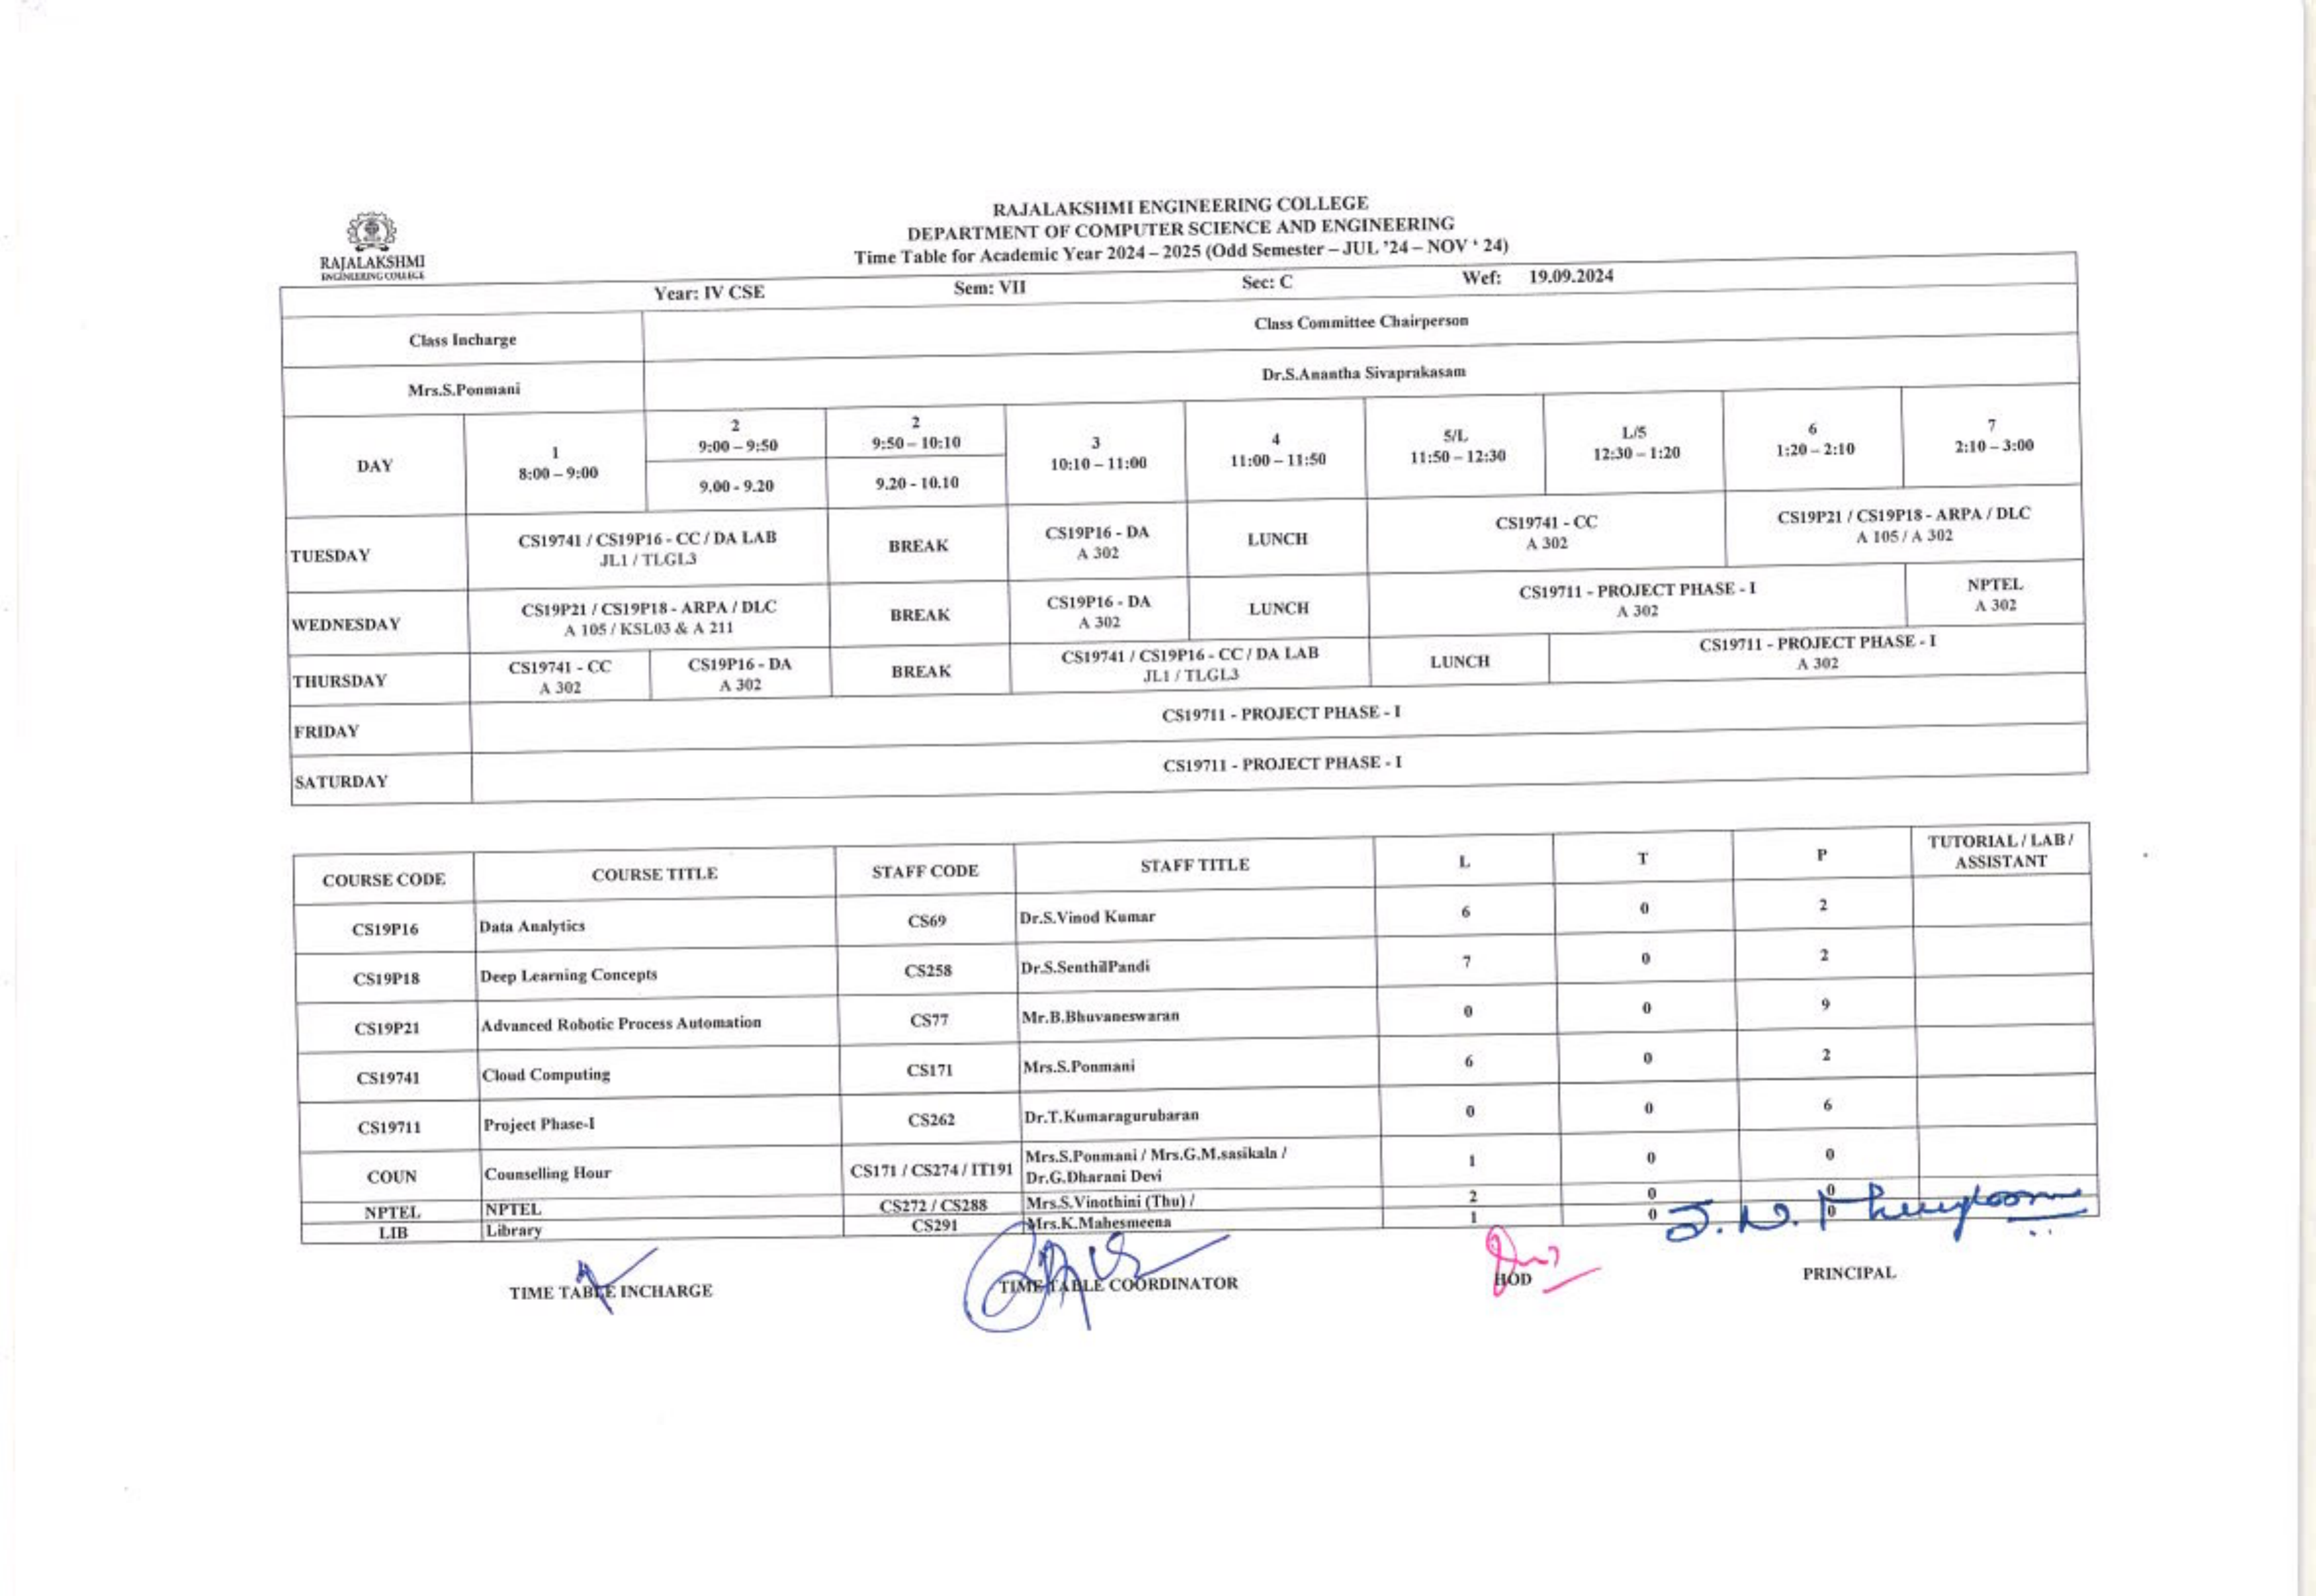 RAJALAKSHMI
ENGINEERING COLLEGE
RAJALAKSHMI ENGINEERING COLLEGE
DEPARTMENT OF COMPUTER SCIENCE AND ENGINEERING
Time Table for Academic Year 2024 – 2025 (Odd Semester – JUL '24 – NOV ' 24)
Year: IV CSE Sem: VII Sec: C Wef: 19.09.2024
Class Incharge Class Committee Chairperson
Mrs.S.Ponmani Dr.S.Anantha Sivaprakasam
DAY
1
8:00 – 9:00
2
9:00 – 9:50
9.00 - 9.20
2
9:50 – 10:10
9.20 - 10.10
3
10:10 – 11:00
4
11:00 – 11:50
5/L
11:50 – 12:30
L/5
12:30 – 1:20
6
1:20 – 2:10
7
2:10 – 3:00
TUESDAY
CS19741 / CS19P16 - CC / DA LAB
JL1 / TLGL3
BREAK
CS19P16 - DA
A 302
LUNCH
CS19741 - CC
A 302
CS19P21 / CS19P18 - ARPA / DLC
A 105 / A 302
WEDNESDAY
CS19P21 / CS19P18 - ARPA / DLC
A 105 / KSL03 & A 211
BREAK
CS19P16 - DA
A 302
LUNCH
CS19711 - PROJECT PHASE - I
A 302
NPTEL
A 302
THURSDAY
CS19741 - CC
A 302
CS19P16 - DA
A 302
BREAK
CS19741 / CS19P16 - CC / DA LAB
JL1 / TLGL3
LUNCH
CS19711 - PROJECT PHASE - I
A 302
FRIDAY
CS19711 - PROJECT PHASE - I
SATURDAY
CS19711 - PROJECT PHASE - I
COURSE CODE COURSE TITLE STAFF CODE STAFF TITLE L T P TUTORIAL / LAB /
ASSISTANT
CS19P16 Data Analytics CS69 Dr.S.Vinod Kumar 6 0 2
CS19P18 Deep Learning Concepts CS258 Dr.S.SenthilPandi 7 0 2
CS19P21 Advanced Robotic Process Automation CS77 Mr.B.Bhuvaneswaran 0 0 9
CS19741 Cloud Computing CS171 Mrs.S.Ponmani 6 0 2
CS19711 Project Phase-I CS262 Dr.T.Kumaragurubaran 0 0 6
COUN Counselling Hour CS171 / CS274 / IT191 Mrs.S.Ponmani / Mrs.G.M.sasikala /
Dr.G.Dharani Devi 1 0 0
NPTEL NPTEL CS272 / CS288 Mrs.S.Vinothini (Thu) / 2 0 0
LIB Library CS291 Mrs.K.Mahesmeena 1 0 0
TIME TABLE INCHARGE TIME TABLE COORDINATOR HOD PRINCIPAL